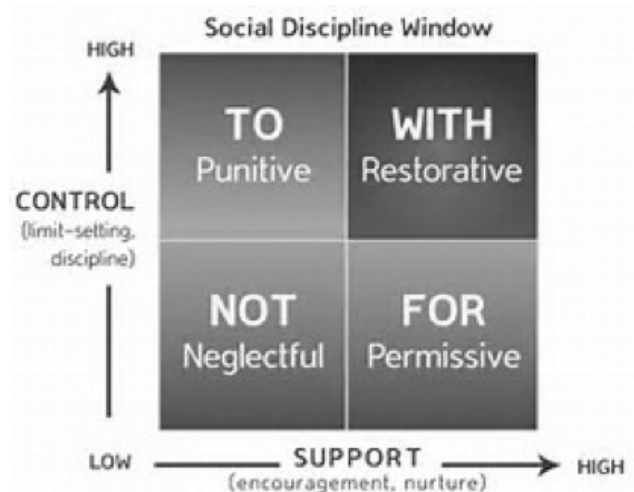 Social Discipline Window
HIGH
TO
Punitive
WITH
Restorative
CONTROL
(limit-setting,
discipline)
NOT
Neglectful
FOR
Permissive
LOW
SUPPORT
(encouragement, nurture)
HIGH